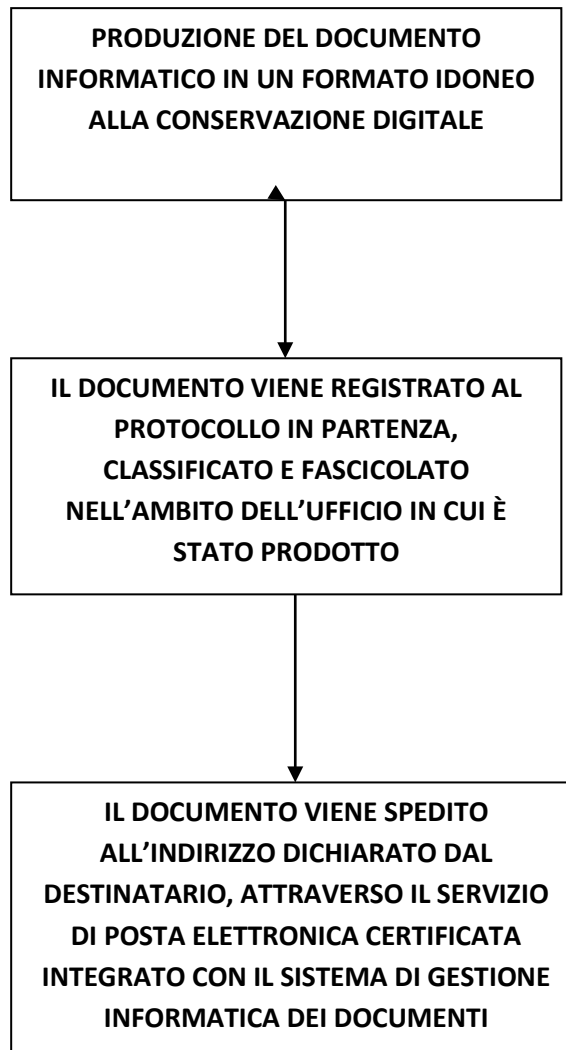 PRODUZIONE DEL DOCUMENTO
INFORMATICO IN UN FORMATO IDONEO
ALLA CONSERVAZIONE DIGITALE
IL DOCUMENTO VIENE REGISTRATO AL
PROTOCOLLO IN PARTENZA,
CLASSIFICATO E FASCICOLATO
NELL’AMBITO DELL’UFFICIO IN CUI È
STATO PRODOTTO
IL DOCUMENTO VIENE SPEDITO
ALL’INDIRIZZO DICHIARATO DAL
DESTINATARIO, ATTRAVERSO IL SERVIZIO
DI POSTA ELETTRONICA CERTIFICATA
INTEGRATO CON IL SISTEMA DI GESTIONE
INFORMATICA DEI DOCUMENTI